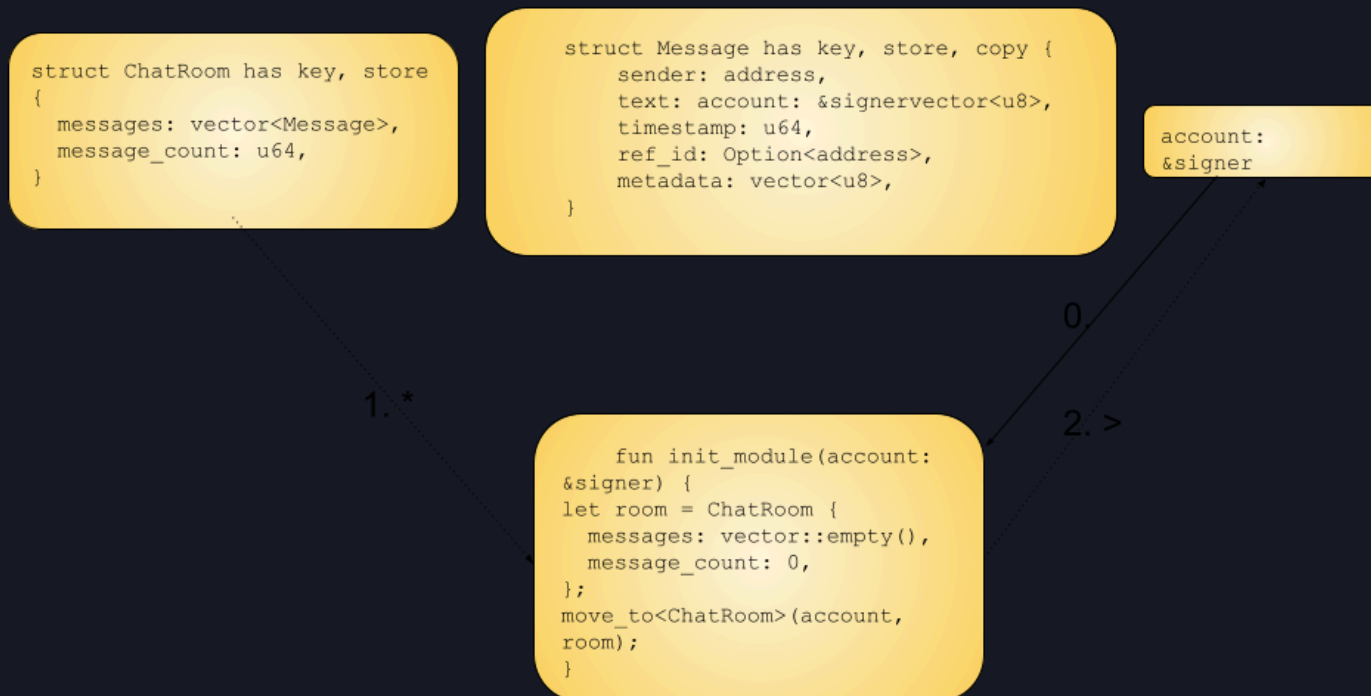 struct ChatRoom has key, store
{
messages: vector<Message>,
message_count: u64,
}
struct Message has key, store, copy {
sender: address,
text: account: &signervector<u8>,
timestamp: u64,
ref_id: Option<address>,
metadata: vector<u8>,
}
account:
&signer
0.
1. *
2. >
fun init_module(account:
&signer) {
let room = ChatRoom {
messages: vector::empty(),
message_count: 0,
};
move_to<ChatRoom>(account,
room);
}